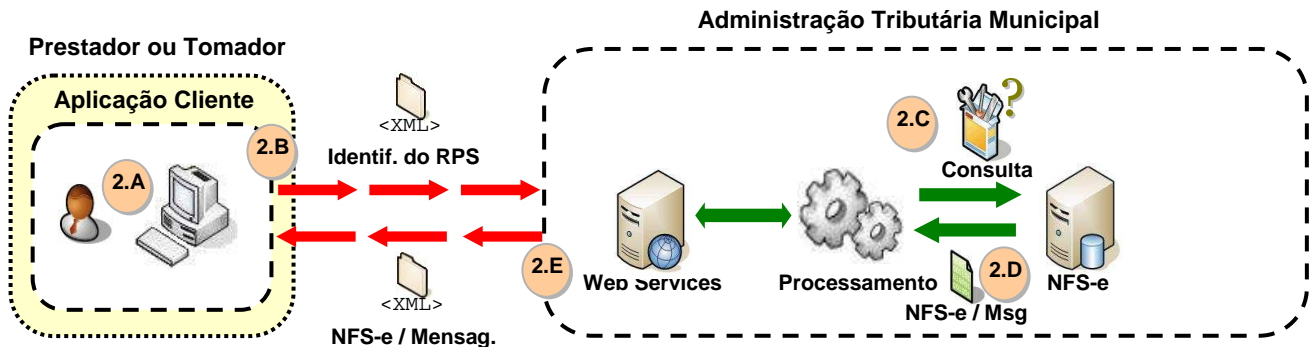 Administração Tributária Municipal
Prestador ou Tomador
Aplicação Cliente
2.A
2.B
<XML>
Identif. do RPS
<XML>
NFS-e / Mensag.
2.E
Web Services
Processamento
2.C
?
Consulta
2.D
NFS-e / Msg
NFS-e